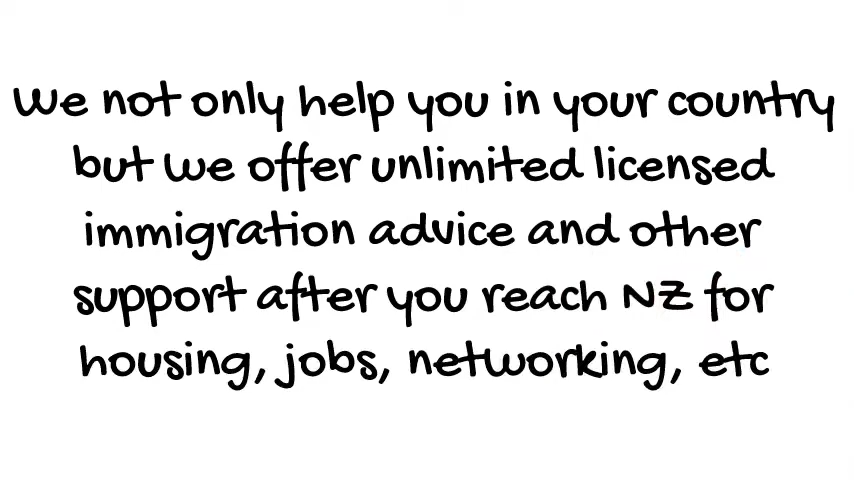 We not only help you in your country
but we offer unlimited licensed
immigration advice and other
support after you reach NZ for
housing, jobs, networking, etc